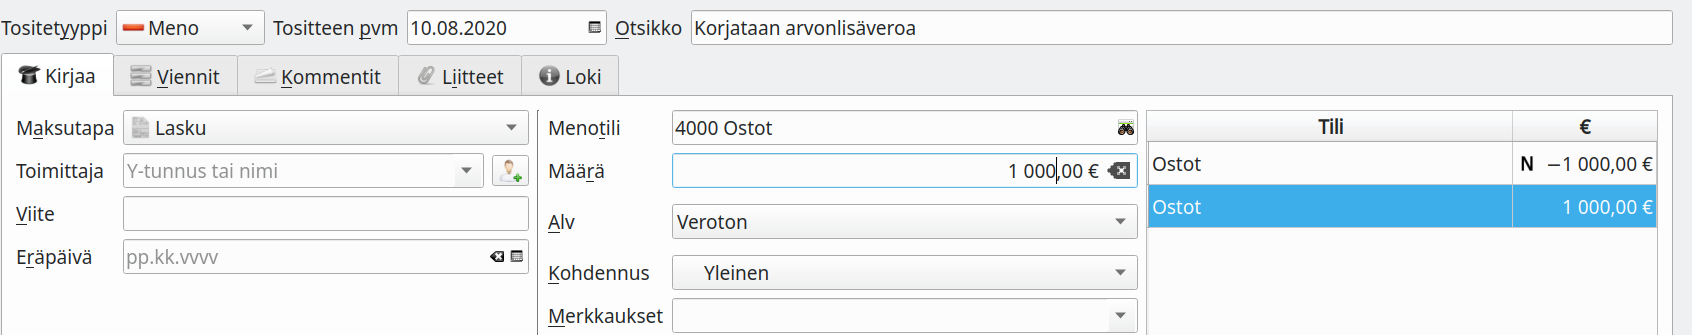 Tositetyyppi Meno Tositteen pvm 10.08.2020 Otsikko Korjataan arvonlisäveroa
Kirjaa Viennit Kommentit Liitteet Loki
Maksutapa Lasku
Toimittaja Y-tunnus tai nimi
Viite
Eräpäivä pp.kk.vvvv
Menotili 4000 Ostot
Määrä 1 000,00 €
Alv Veroton
Kohdennus Yleinen
Merkkaukset
Tili €
Ostot N −1 000,00 €
Ostot 1 000,00 €